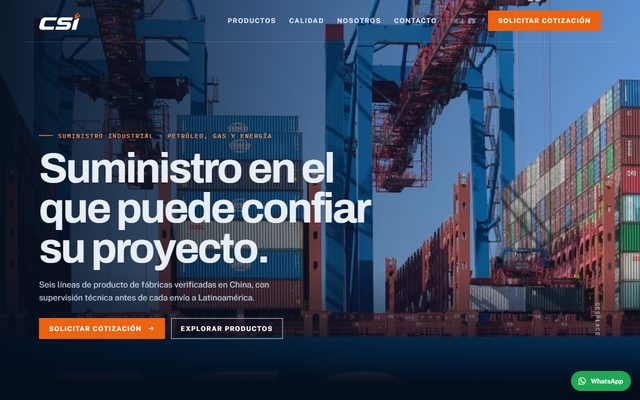 CSI
PRODUCTOS
CALIDAD
NOSOTROS
CONTACTO
ES
SOLICITAR COTIZACIÓN
SUMINISTRO INDUSTRIAL · PETRÓLEO, GAS Y ENERGÍA
Suministro en el
que puede confiar
su proyecto.
Seis líneas de producto de fábricas verificadas en China, con
supervisión técnica antes de cada envío a Latinoamérica.
SOLICITAR COTIZACIÓN →
EXPLORAR PRODUCTOS
DESPLACE
WhatsApp